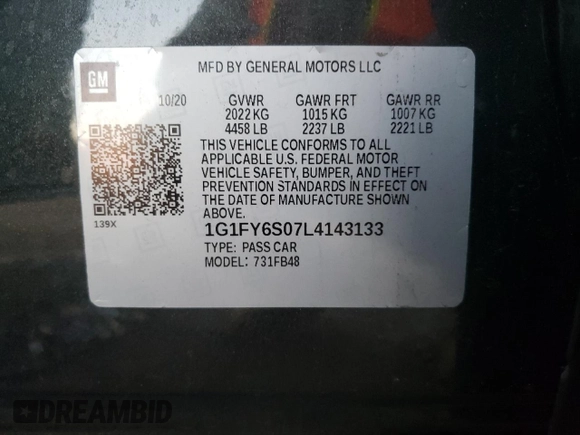 GM
MFD BY GENERAL MOTORS LLC
10/20 GVWR GAWR FRT GAWR RR
2022 KG 1015 KG 1007 KG
4458 LB 2237 LB 2221 LB
THIS VEHICLE CONFORMS TO ALL
APPLICABLE U.S. FEDERAL MOTOR
VEHICLE SAFETY, BUMPER, AND THEFT
PREVENTION STANDARDS IN EFFECT ON
THE DATE OF MANUFACTURE SHOWN
ABOVE.
139X
1G1FY6S07L4143133
TYPE: PASS CAR
MODEL: 731FB48
DREAMBID